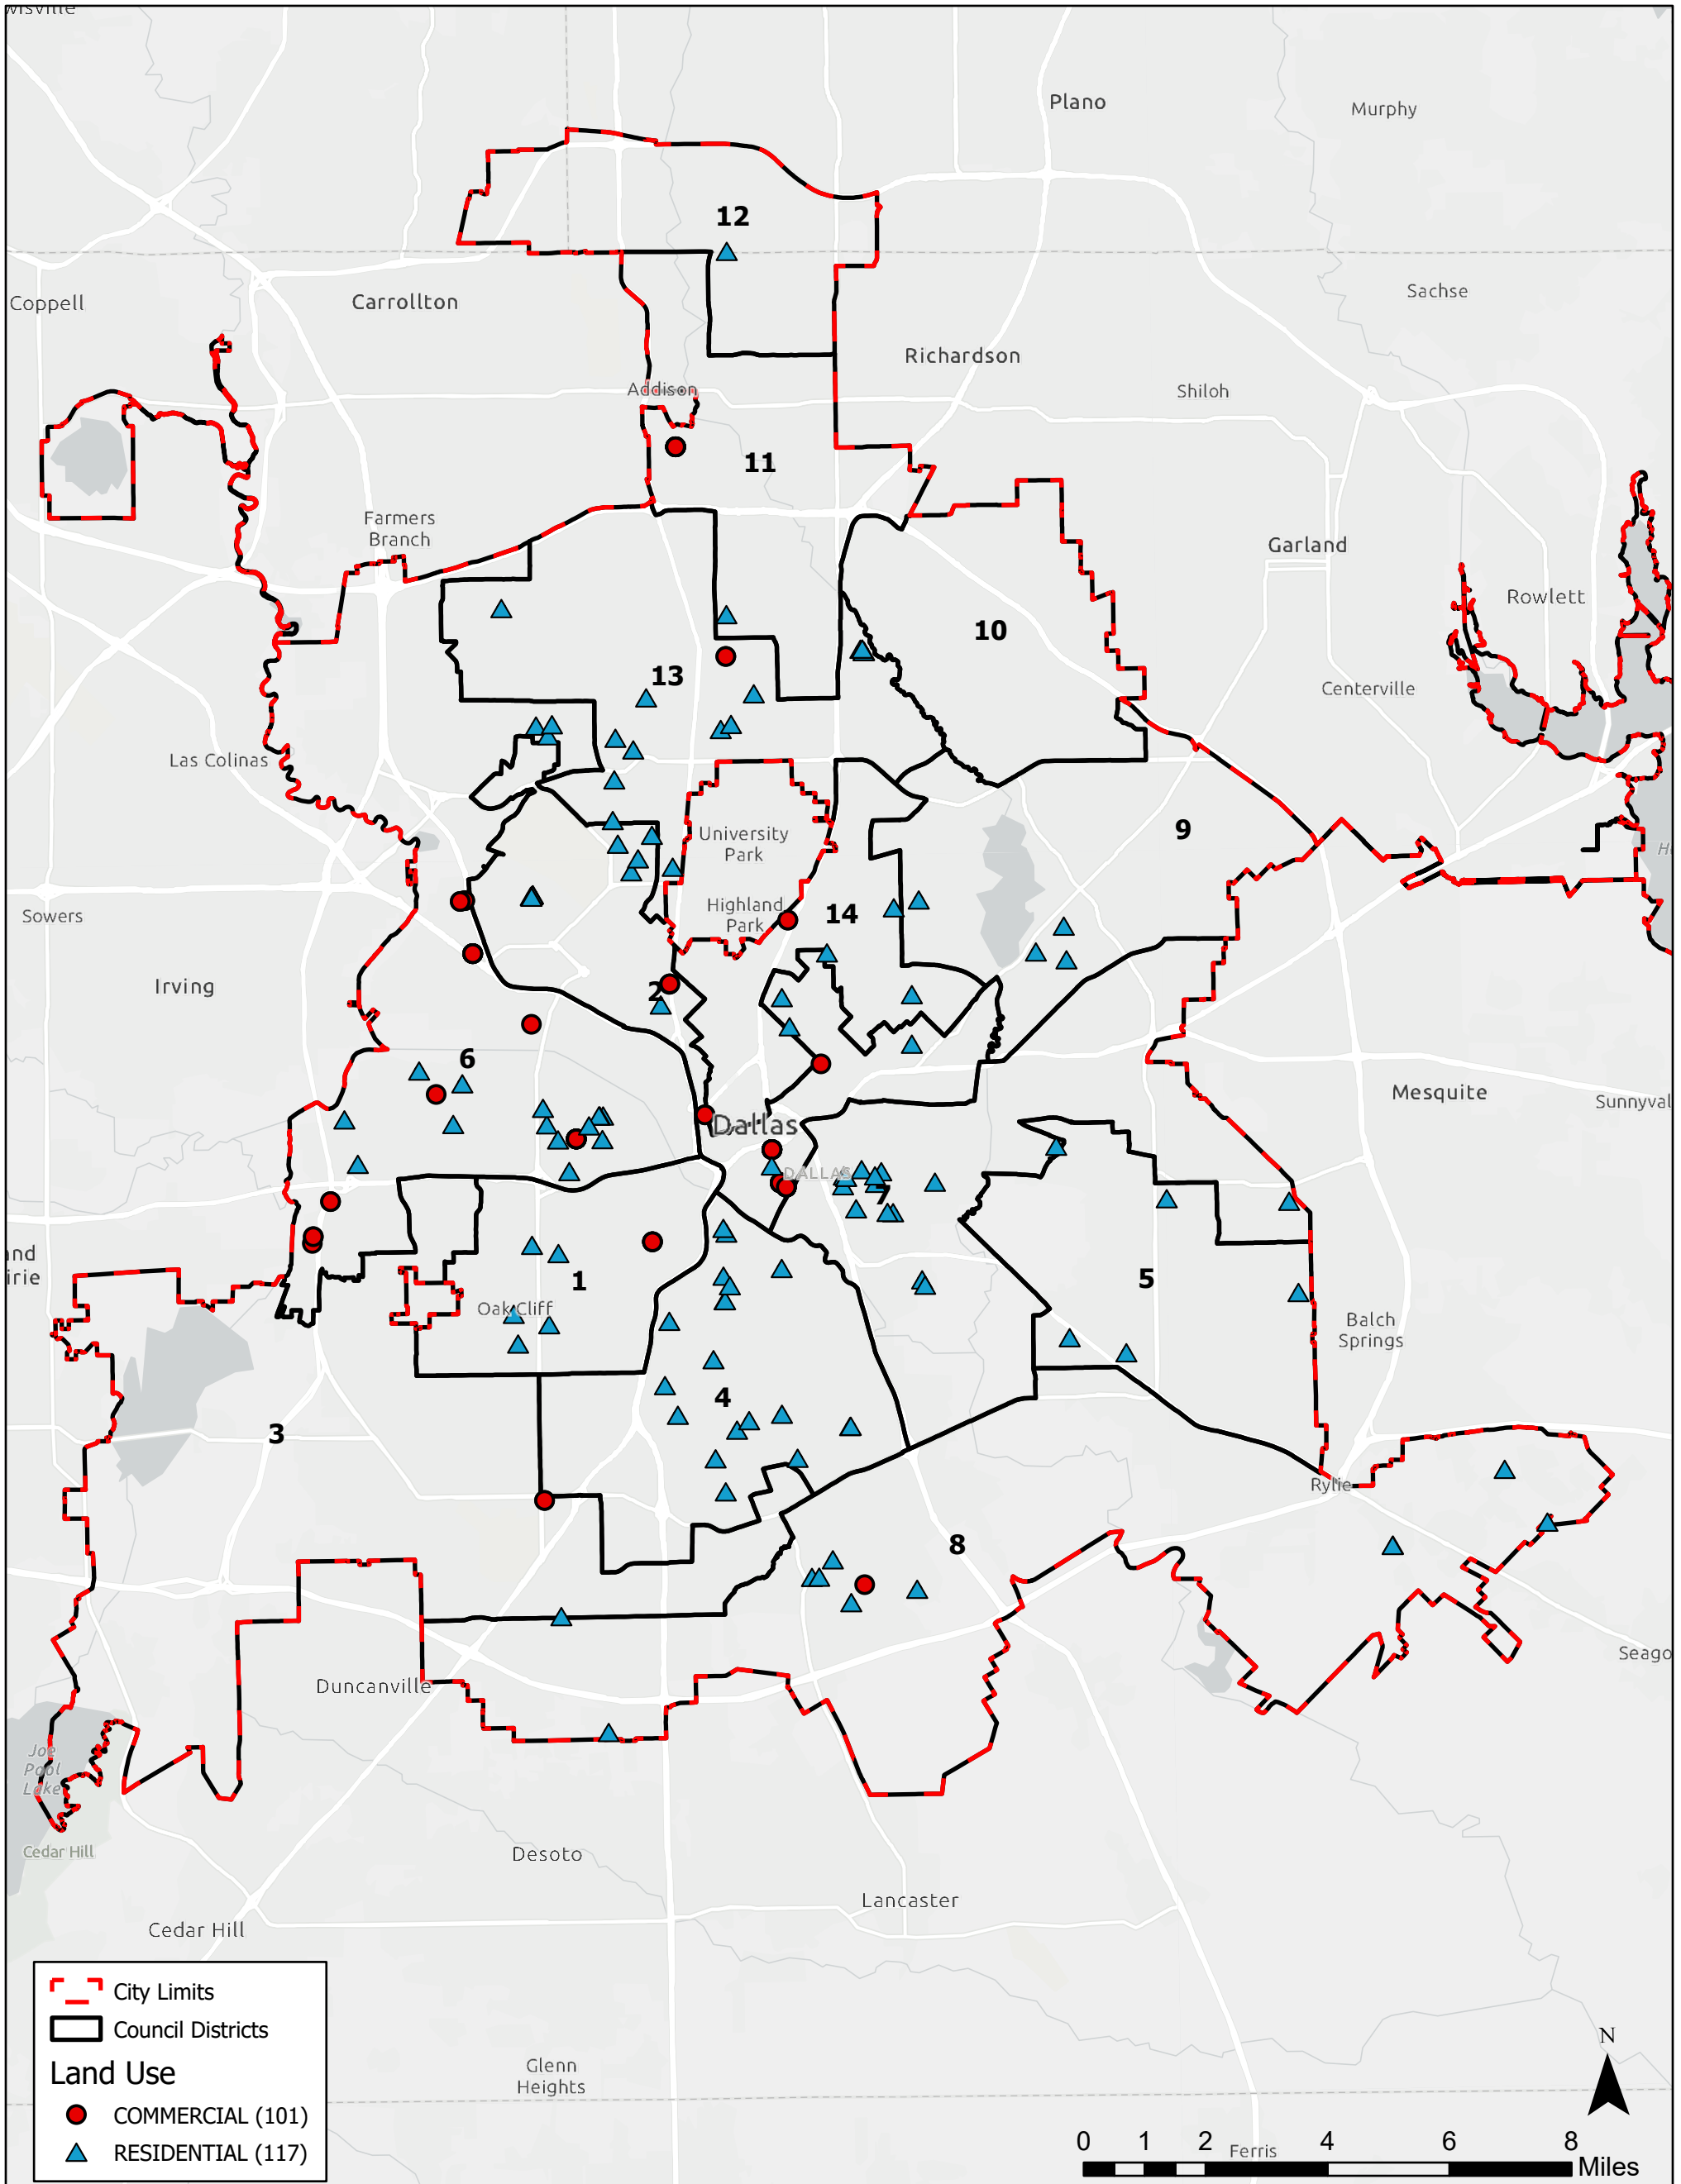 Plano
Murphy
12
Coppell
Carrollton
Sachse
Richardson
Addison
Shiloh
11
Farmers
Branch
Garland
Rowlett
10
13
Centerville
Las Colinas
University
Park
9
Highland
Park
14
Sowers
Irving
2
6
Mesquite
Sunnyval
Dallas
DALLAS
7
nd
irie
1
5
Oak Cliff
Balch
Springs
4
3
Rylie
8
Seago
Duncanville
Joe
Pool
Lake
Cedar Hill
Desoto
Lancaster
Cedar Hill
City Limits
Council Districts
Land Use
COMMERCIAL (101)
RESIDENTIAL (117)
Glenn
Heights
N
0 1 2 4 6 8
Miles
Ferris